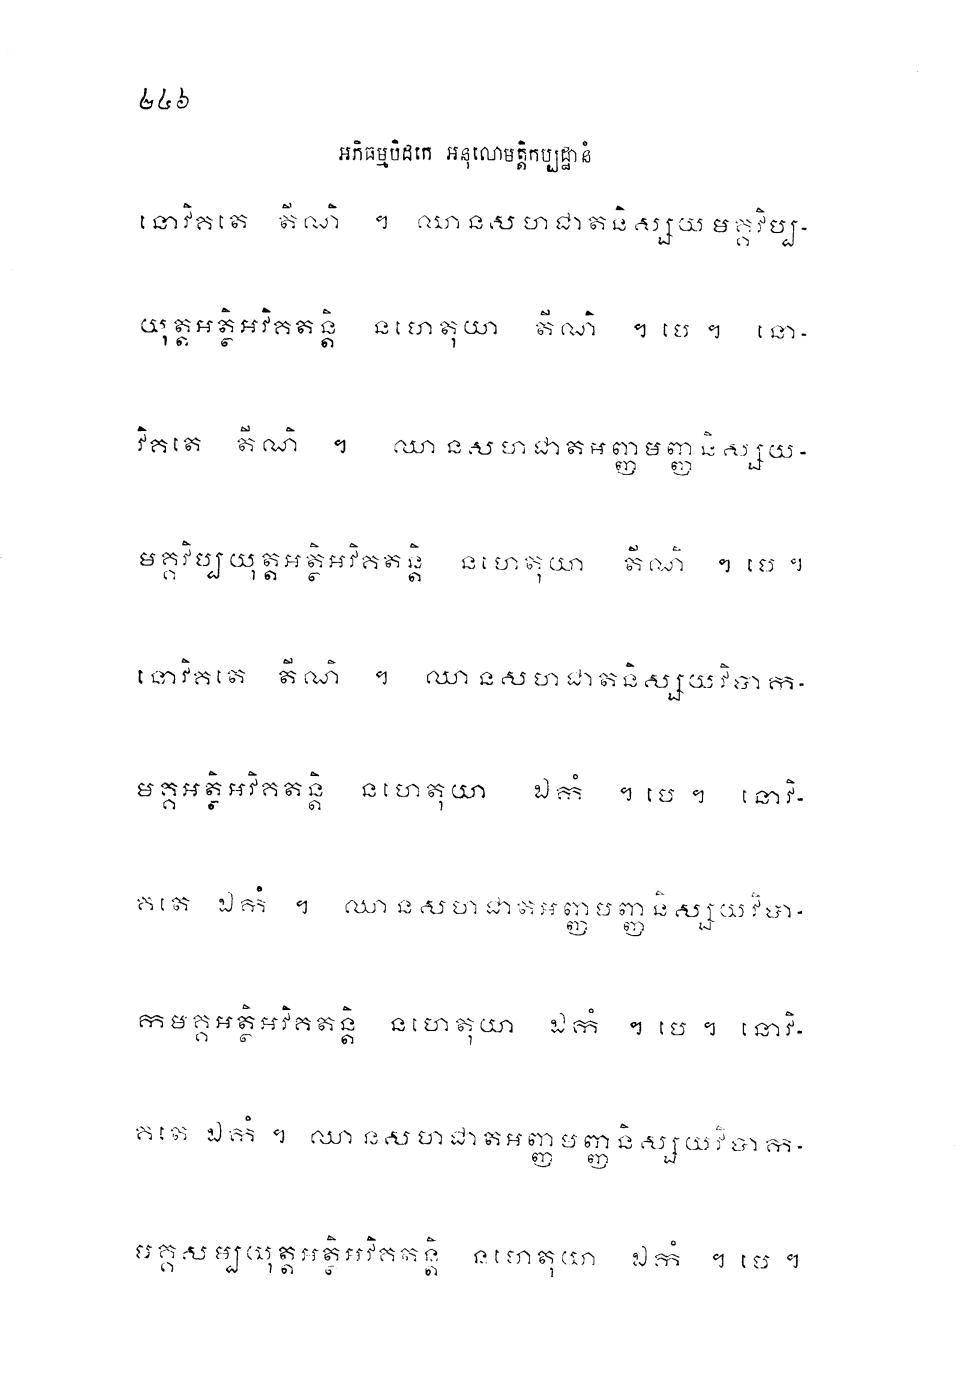 ២៤៦
អភិធម្មបិដកេ អនុលោមត្តិកប្បដ្ឋានំ
នោវិគតេ តីណិ ។ ឈានសហជាតនិស្សយមគ្គវិប្ប-
យុត្តអត្ថិអវិគតន្តិ នហេតុយា តីណិ ។ បេ ។ នោ-
វិគតេ តីណិ ។ ឈានសហជាតអញ្ញមញ្ញនិស្សយ-
មគ្គវិប្បយុត្តអត្ថិអវិគតន្តិ នហេតុយា តីណិ ។ បេ ។
នោវិគតេ តីណិ ។ ឈានសហជាតនិស្សយវិបាក-
មគ្គអត្ថិអវិគតន្តិ នហេតុយា ឯកំ ។ បេ ។ នោវិ-
គតេ ឯកំ ។ ឈានសហជាតអញ្ញមញ្ញនិស្សយវិបា-
កមគ្គអត្ថិអវិគតន្តិ នហេតុយា ឯកំ ។ បេ ។ នោវិ-
គតេ ឯកំ ។ ឈានសហជាតអញ្ញមញ្ញនិស្សយវិបាក-
មគ្គសម្បយុត្តអត្ថិអវិគតន្តិ នហេតុយា ឯកំ ។ បេ ។